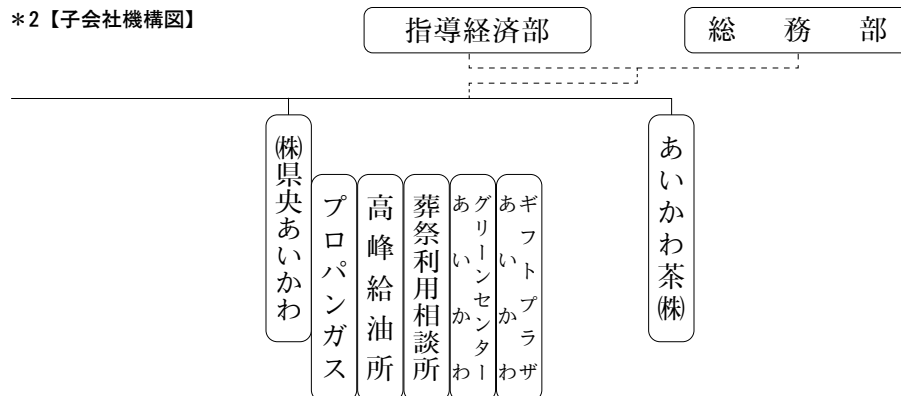 ＊2【子会社機構図】
指導経済部
総務部
㈱県央あいかわ
プロパンガス
高峰給油所
葬祭利用相談所
グリーンセンター
あいかわ
ギフトプラザ
あいかわ
あいかわ茶㈱